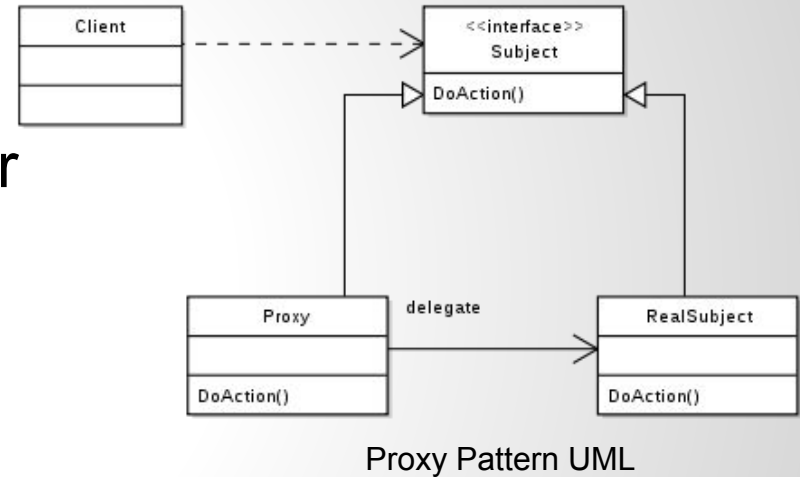 Client
<<interface>>
Subject
DoAction()
r
Proxy
delegate
RealSubject
DoAction()
DoAction()
Proxy Pattern UML